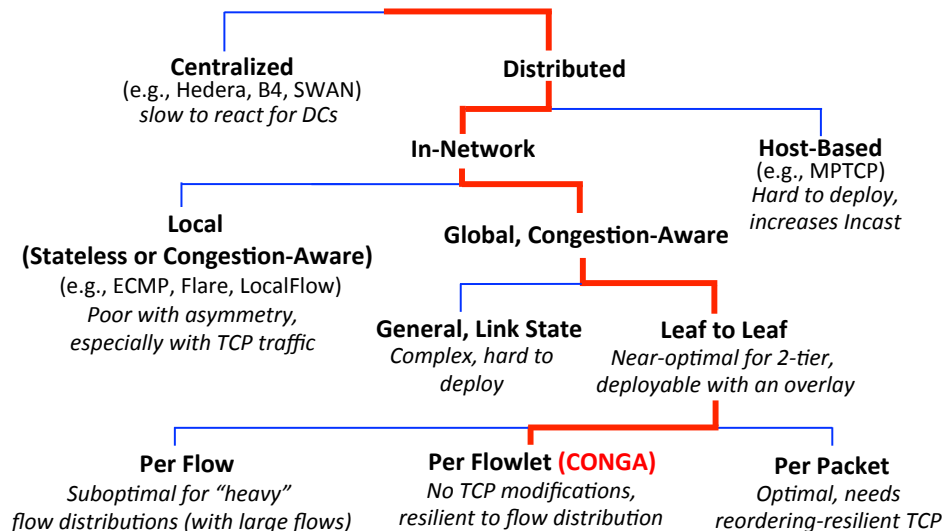 Centralized
(e.g., Hedera, B4, SWAN)
slow to react for DCs
Distributed
In-Network
Host-Based
(e.g., MPTCP)
Hard to deploy,
increases Incast
Local
(Stateless or Congestion-Aware)
(e.g., ECMP, Flare, LocalFlow)
Poor with asymmetry,
especially with TCP traffic
Global, Congestion-Aware
General, Link State
Complex, hard to
deploy
Leaf to Leaf
Near-optimal for 2-tier,
deployable with an overlay
Per Flow
Suboptimal for “heavy”
flow distributions (with large flows)
Per Flowlet (CONGA)
No TCP modifications,
resilient to flow distribution
Per Packet
Optimal, needs
reordering-resilient TCP